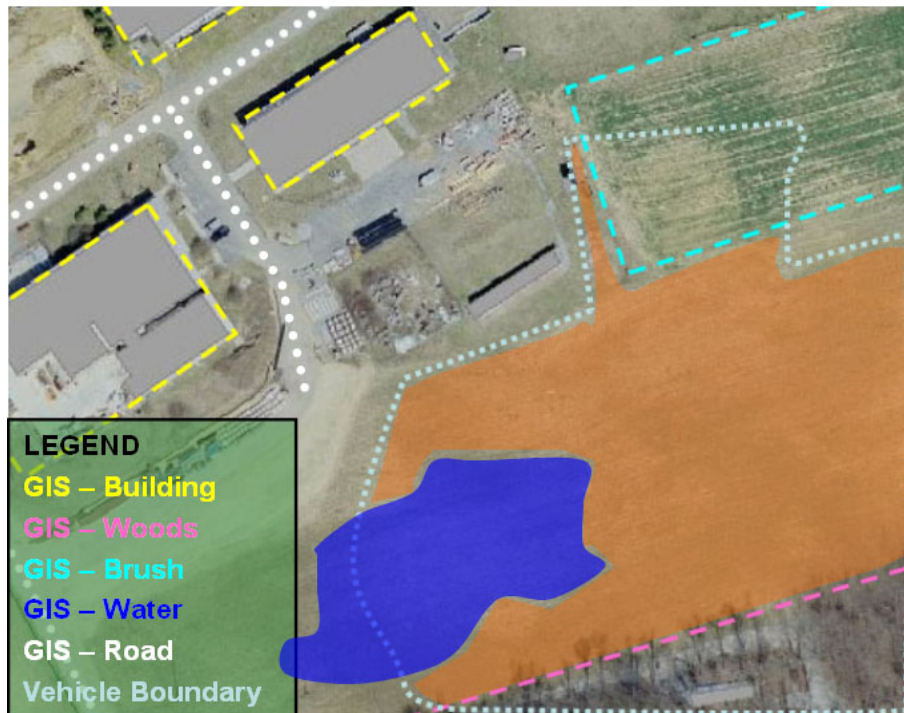 LEGEND
GIS – Building
GIS – Woods
GIS – Brush
GIS – Water
GIS – Road
Vehicle Boundary